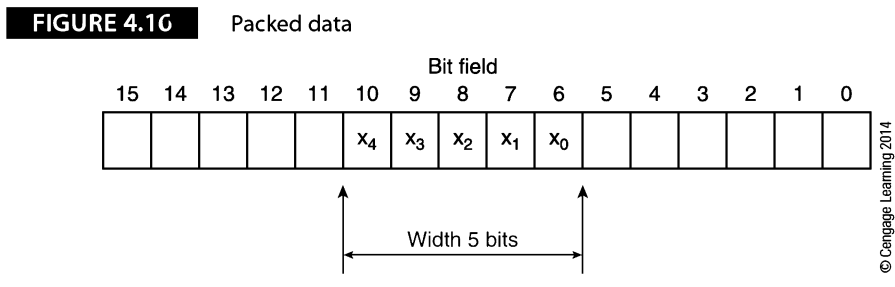 FIGURE 4.16 Packed data
Bit field
15 14 13 12 11 10 9 8 7 6 5 4 3 2 1 0
x₄ x₃ x₂ x₁ x₀
Width 5 bits
© Cengage Learning 2014